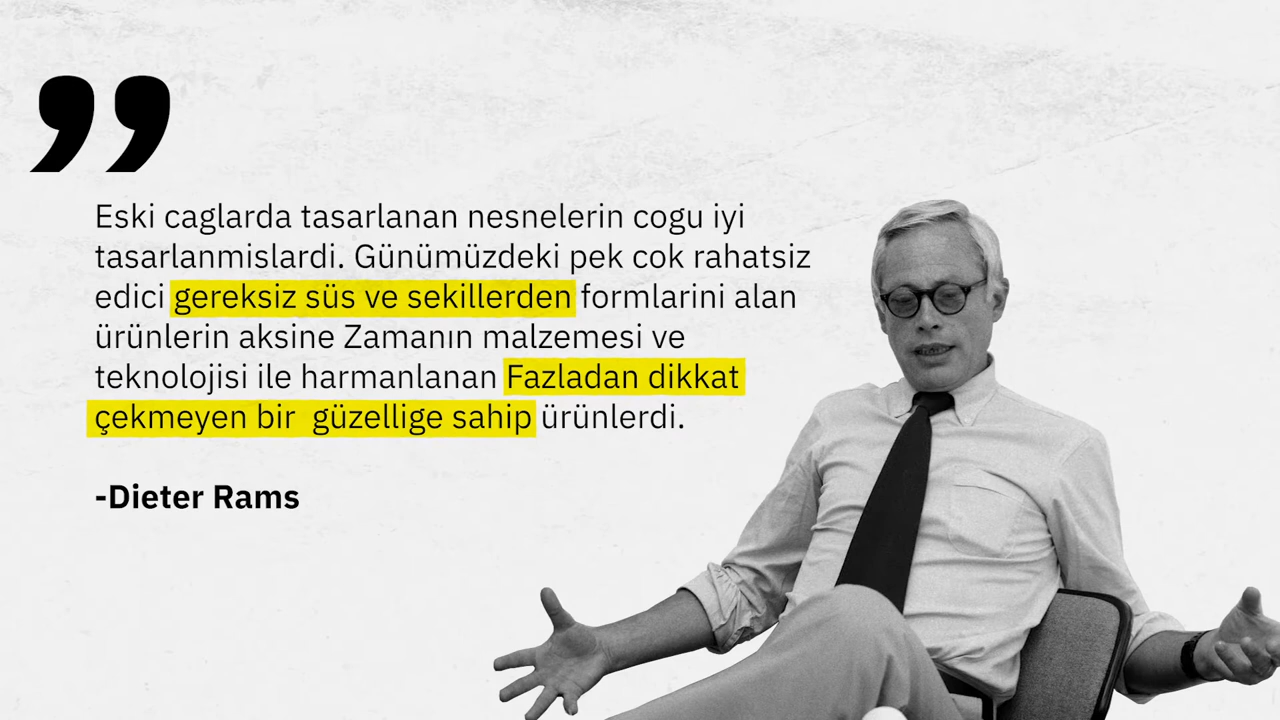 ”
Eski caglarda tasarlanan nesnelerin cogu iyi
tasarlanmislardi. Günümüzdeki pek cok rahatsiz
edici gereksiz süs ve sekillerden formlarini alan
ürünlerin aksine Zamanın malzemesi ve
teknolojisi ile harmanlanan Fazladan dikkat
çekmeyen bir  güzellige sahip ürünlerdi.
-Dieter Rams